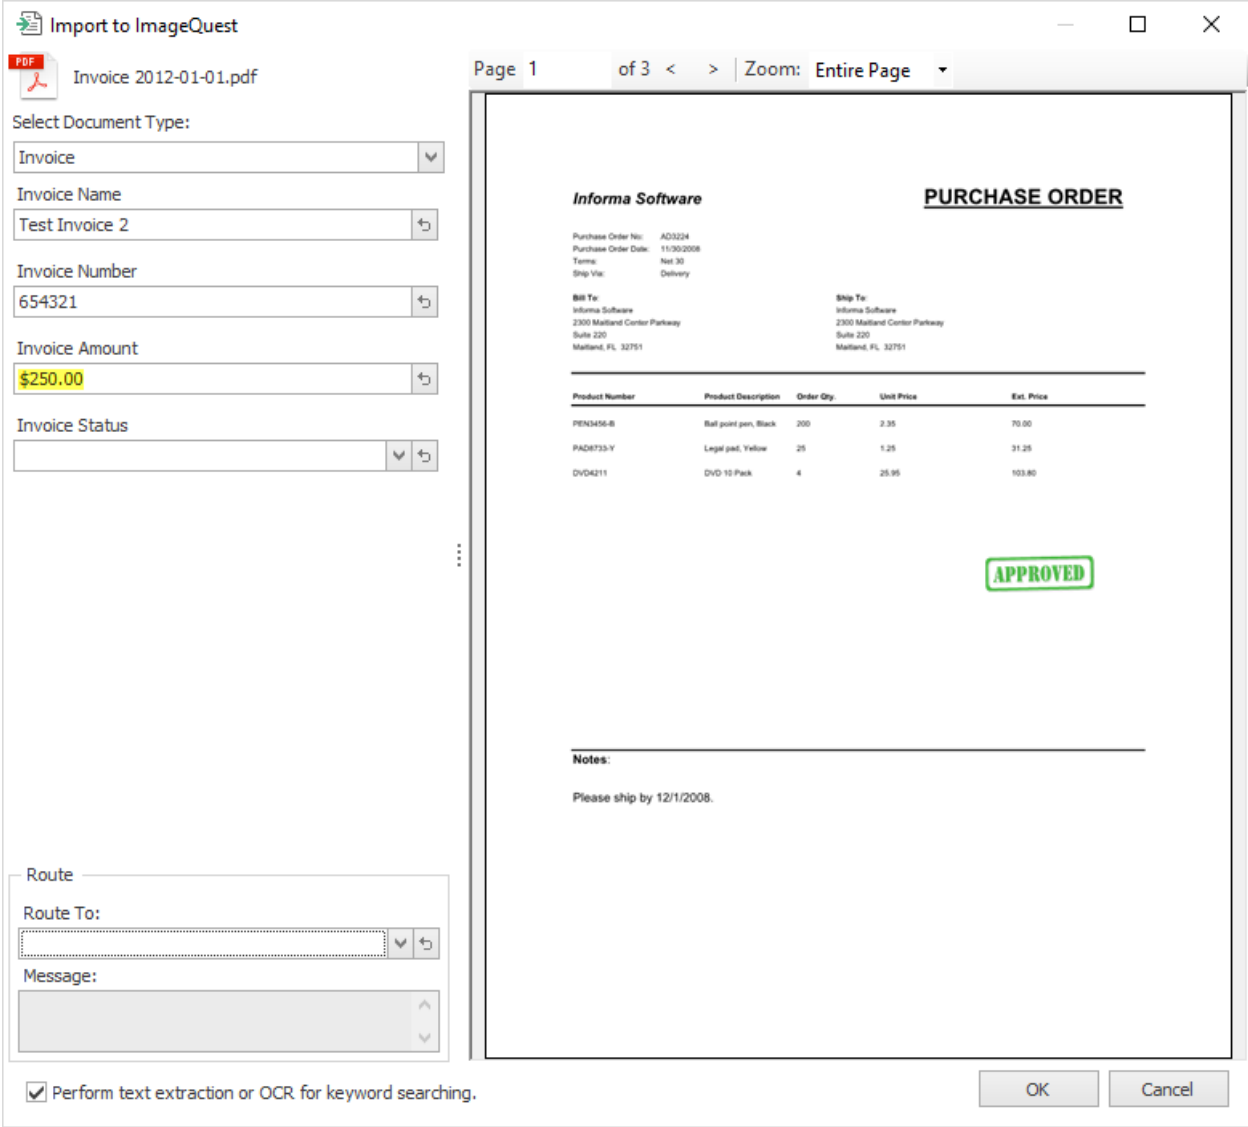 Import to ImageQuest
PDF
Invoice 2012-01-01.pdf
Select Document Type:
Invoice
Invoice Name
Test Invoice 2
Invoice Number
654321
Invoice Amount
$250.00
Invoice Status
Route
Route To:
Message:
Perform text extraction or OCR for keyword searching.
Page 1 of 3 < > Zoom: Entire Page
Informa Software PURCHASE ORDER
Purchase Order No: AD3224
Purchase Order Date: 11/30/2008
Terms: Net 30
Ship Via: Delivery
Bill To:
Informa Software
2300 Maitland Center Parkway
Suite 220
Maitland, FL 32751
Ship To:
Informa Software
2300 Maitland Center Parkway
Suite 220
Maitland, FL 32751
Product Number Product Description Order Qty. Unit Price Ext. Price
PEN3456-B Ball point pen, Black 200 2.35 70.00
PAD8733-Y Legal pad, Yellow 25 1.25 31.25
DVD4211 DVD 10 Pack 4 25.95 103.80
APPROVED
Notes:
Please ship by 12/1/2008.
OK Cancel